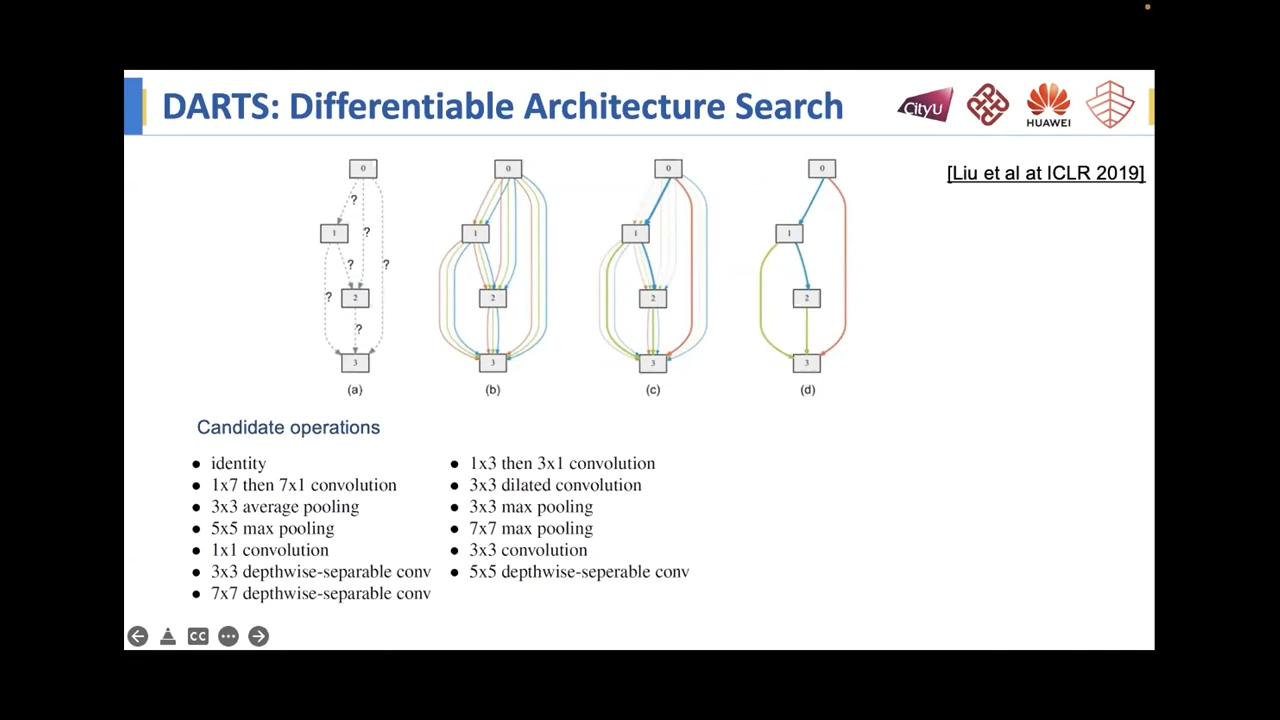 DARTS: Differentiable Architecture Search
CityU
HUAWEI
[Liu et al at ICLR 2019]
0
?
1
?
?
?
?
2
?
3
(a)
0
1
2
3
(b)
0
1
2
3
(c)
0
1
2
3
(d)
Candidate operations
● identity
● 1x7 then 7x1 convolution
● 3x3 average pooling
● 5x5 max pooling
● 1x1 convolution
● 3x3 depthwise-separable conv
● 7x7 depthwise-separable conv
● 1x3 then 3x1 convolution
● 3x3 dilated convolution
● 3x3 max pooling
● 7x7 max pooling
● 3x3 convolution
● 5x5 depthwise-seperable conv
CC